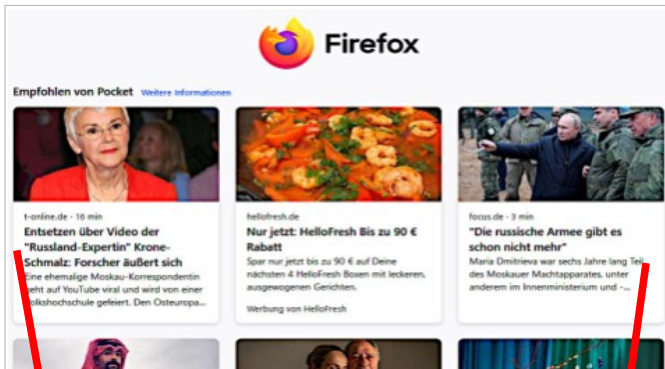 Firefox
Empfohlen von Pocket Weitere Informationen
t-online.de · 16 min
Entsetzen über Video der
"Russland-Expertin" Krone-
Schmalz: Forscher äußert sich
Eine ehemalige Moskau-Korrespondentin
geht auf YouTube viral und wird von einer
Volkshochschule gefeiert. Den Osteuropa...
hellofresh.de
Nur jetzt: HelloFresh Bis zu 90 €
Rabatt
Spar nur jetzt bis zu 90 € auf Deine
nächsten 4 HelloFresh Boxen mit leckeren,
ausgewogenen Gerichten.
Werbung von HelloFresh
focus.de · 3 min
"Die russische Armee gibt es
schon nicht mehr"
Maria Dmitrieva war sechs Jahre lang Teil
des Moskauer Machtapparates, unter
anderem im Innenministerium und -...